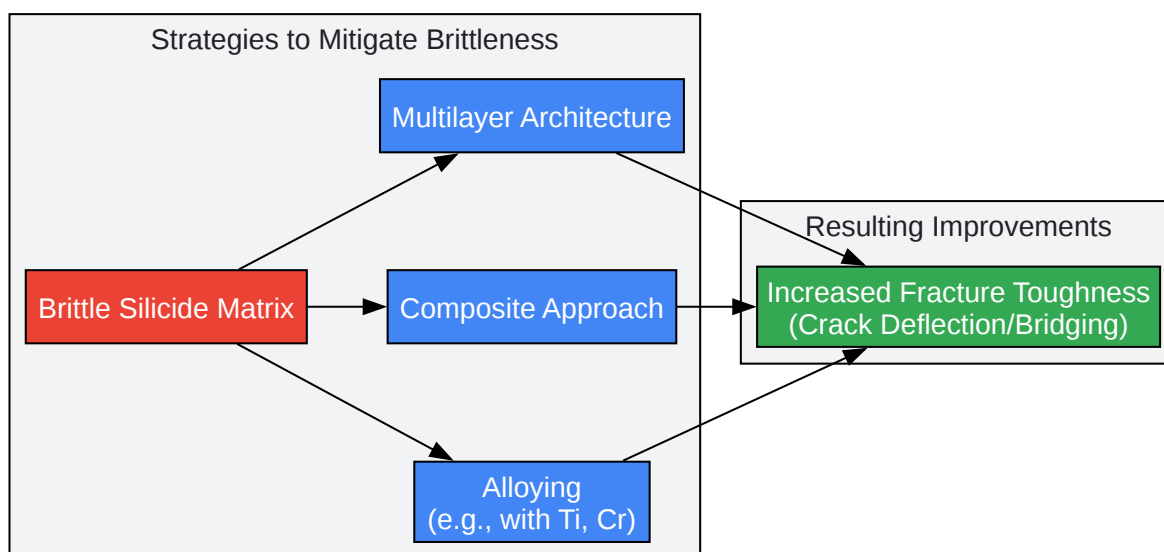 Strategies to Mitigate Brittleness
Multilayer Architecture
Resulting Improvements
Brittle Silicide Matrix
Composite Approach
Increased Fracture Toughness
(Crack Deflection/Bridging)
Alloying
(e.g., with Ti, Cr)